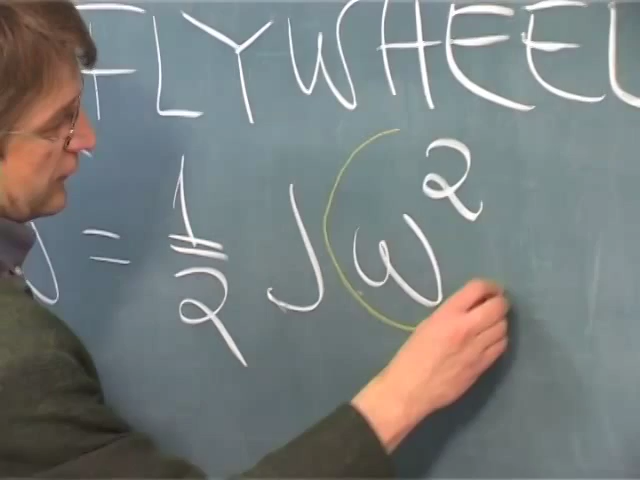 FLYWHEEL
= 1/2 J ω²